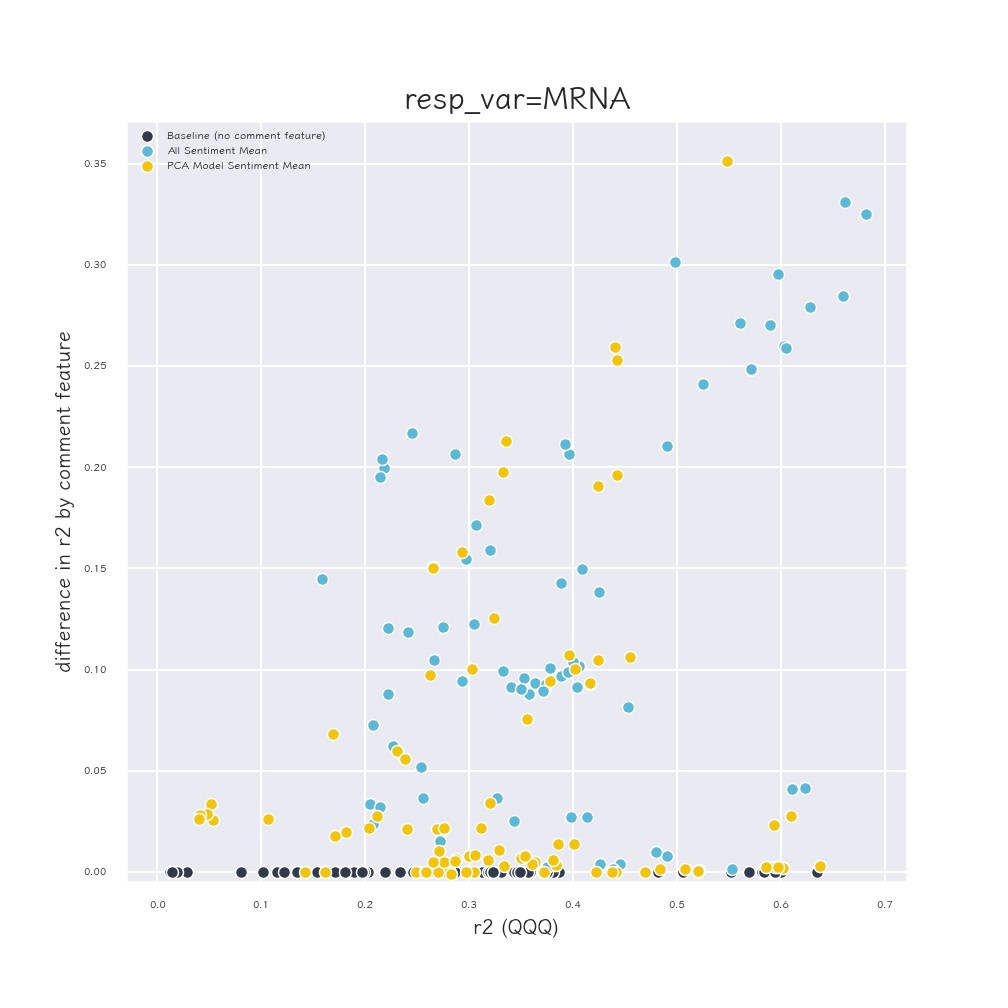 resp_var=MRNA
Baseline (no comment feature)
All Sentiment Mean
PCA Model Sentiment Mean
0.35
0.30
0.25
0.20
0.15
0.10
0.05
0.00
difference in r2 by comment feature
0.0 0.1 0.2 0.3 0.4 0.5 0.6 0.7
r2 (QQQ)